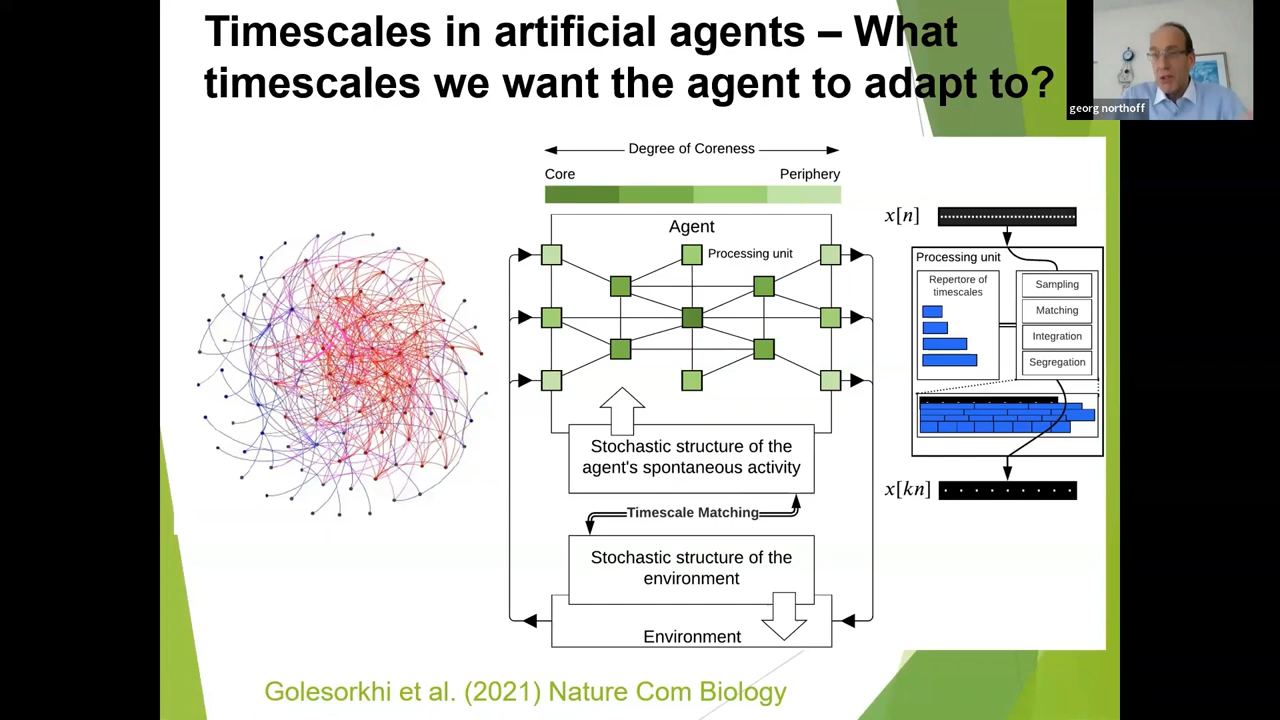 Timescales in artificial agents – What
timescales we want the agent to adapt to?
georg northoff
Degree of Coreness
Core
Periphery
Agent
Processing unit
Stochastic structure of the
agent's spontaneous activity
Timescale Matching
Stochastic structure of the
environment
Environment
x[n]
Processing unit
Repertore of
timescales
Sampling
Matching
Integration
Segregation
x[kn]
Golesorkhi et al. (2021) Nature Com Biology